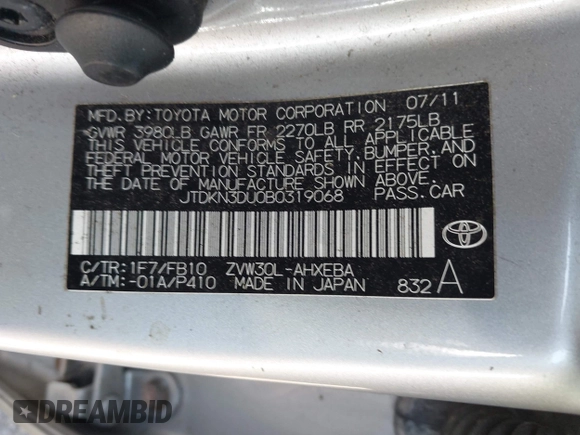 MFD.BY:TOYOTA MOTOR CORPORATION 07/11
GVWR 3980LB GAWR FR 2270LB RR 2175LB
THIS VEHICLE CONFORMS TO ALL APPLICABLE
FEDERAL MOTOR VEHICLE SAFETY, BUMPER, AND
THEFT PREVENTION STANDARDS IN EFFECT ON
THE DATE OF MANUFACTURE SHOWN ABOVE.
JTDKN3DU0B0319068 PASS.CAR
C/TR:1F7/FB10 ZVW30L-AHXEBA
A/TM:-01A/P410 MADE IN JAPAN 832 A
DREAMBID